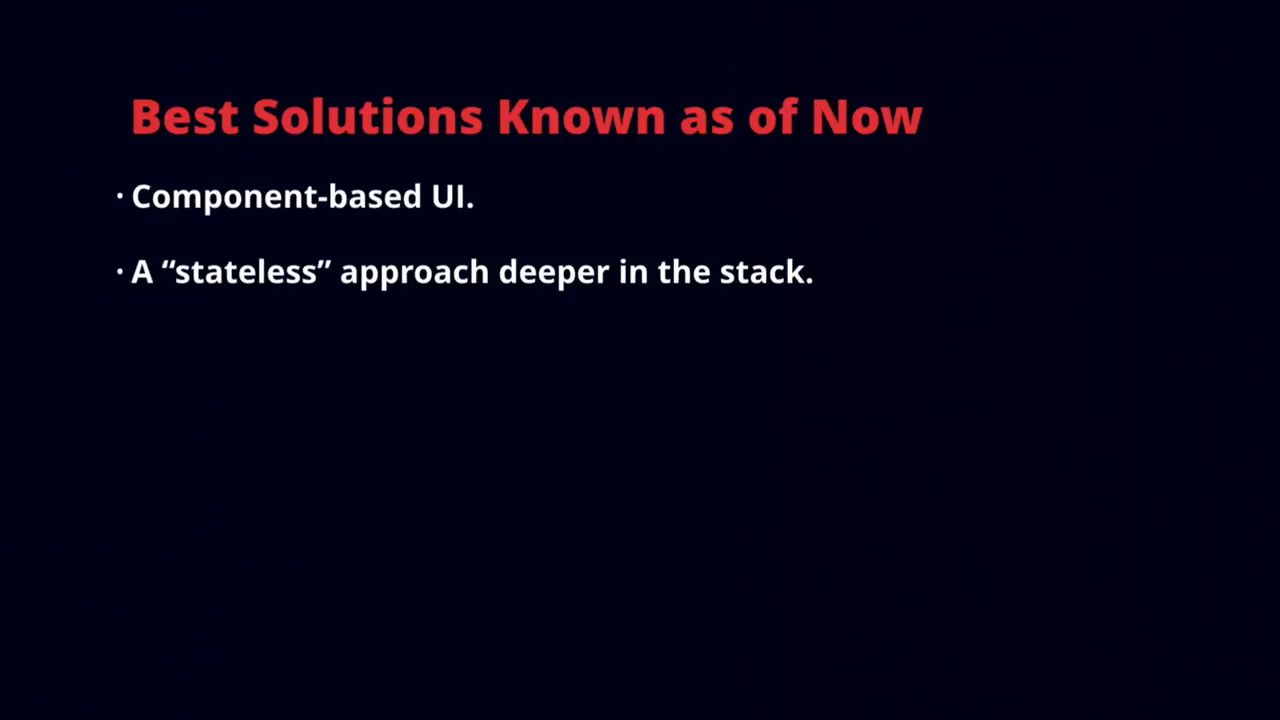 Best Solutions Known as of Now
· Component-based UI.
· A “stateless” approach deeper in the stack.